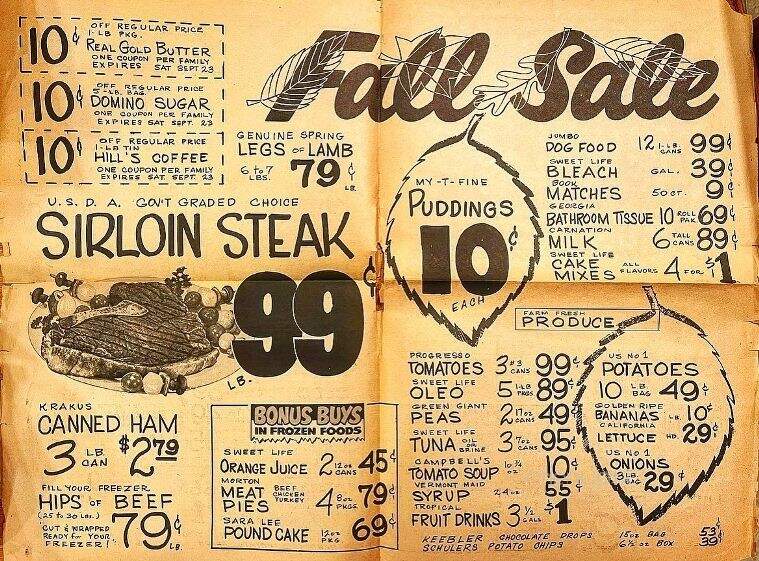 10¢ OFF REGULAR PRICE
1-LB PKG.
REAL GOLD BUTTER
ONE COUPON PER FAMILY
EXPIRES SAT SEPT 23
10¢ OFF REGULAR PRICE
5-LB. BAG
DOMINO SUGAR
ONE COUPON PER FAMILY
EXPIRES SAT. SEPT. 23
10¢ OFF REGULAR PRICE
1-LB TIN
HILL'S COFFEE
ONE COUPON PER FAMILY
EXPIRES SAT. SEPT. 23
Fall Sale
GENUINE SPRING
LEGS OF LAMB
6 to 7 LBS. 79¢ LB
U.S.D.A. GOV'T GRADED CHOICE
SIRLOIN STEAK
99¢
LB.
MY-T-FINE
PUDDINGS
10¢
EACH
JUMBO
DOG FOOD 12 1-LB. CANS 99¢
SWEET LIFE
BLEACH GAL. 39¢
BOOK
MATCHES 50 CT. 9¢
GEORGIA
BATHROOM TISSUE 10 ROLL PAK 69¢
CARNATION
MILK 6 TALL CANS 89¢
SWEET LIFE
CAKE MIXES ALL FLAVORS 4 FOR $1
KRAKUS
CANNED HAM
3 LB CAN $2 79
FILL YOUR FREEZER
HIPS OF BEEF
(25 to 30 LBS.)
"CUT & WRAPPED
READY for YOUR
FREEZER!"
79¢ LB.
BONUS BUYS
IN FROZEN FOODS
SWEET LIFE
ORANGE JUICE 2 12 OZ CANS 45¢
MORTON
MEAT PIES BEEF CHICKEN TURKEY 4 8 OZ PKGS 79¢
SARA LEE
POUND CAKE 12 OZ PKG 69¢
FARM FRESH
PRODUCE
PROGRESSO
TOMATOES 3 #3 CANS 99¢
SWEET LIFE
OLEO 5 1-LB PKGS 89¢
GREEN GIANT
PEAS 2 17 OZ CANS 49¢
SWEET LIFE
TUNA OIL OR BRINE 3 7 OZ CANS 95¢
CAMPBELL'S
TOMATO SOUP 10 3/4 oz 10¢
VERMONT MAID
SYRUP 24 oz 55¢
TROPICAL
FRUIT DRINKS 3 1/2 GALS $1
KEEBLER CHOCOLATE DROPS 15 oz BAG 53¢
SCHULERS POTATO CHIPS 6 1/2 oz BOX 39¢
US NO 1
POTATOES
10 LB BAG 49¢
GOLDEN RIPE
BANANAS LB. 10¢
CALIFORNIA
LETTUCE HD. 29¢
US NO 1
ONIONS
3 LB. BAG 29¢